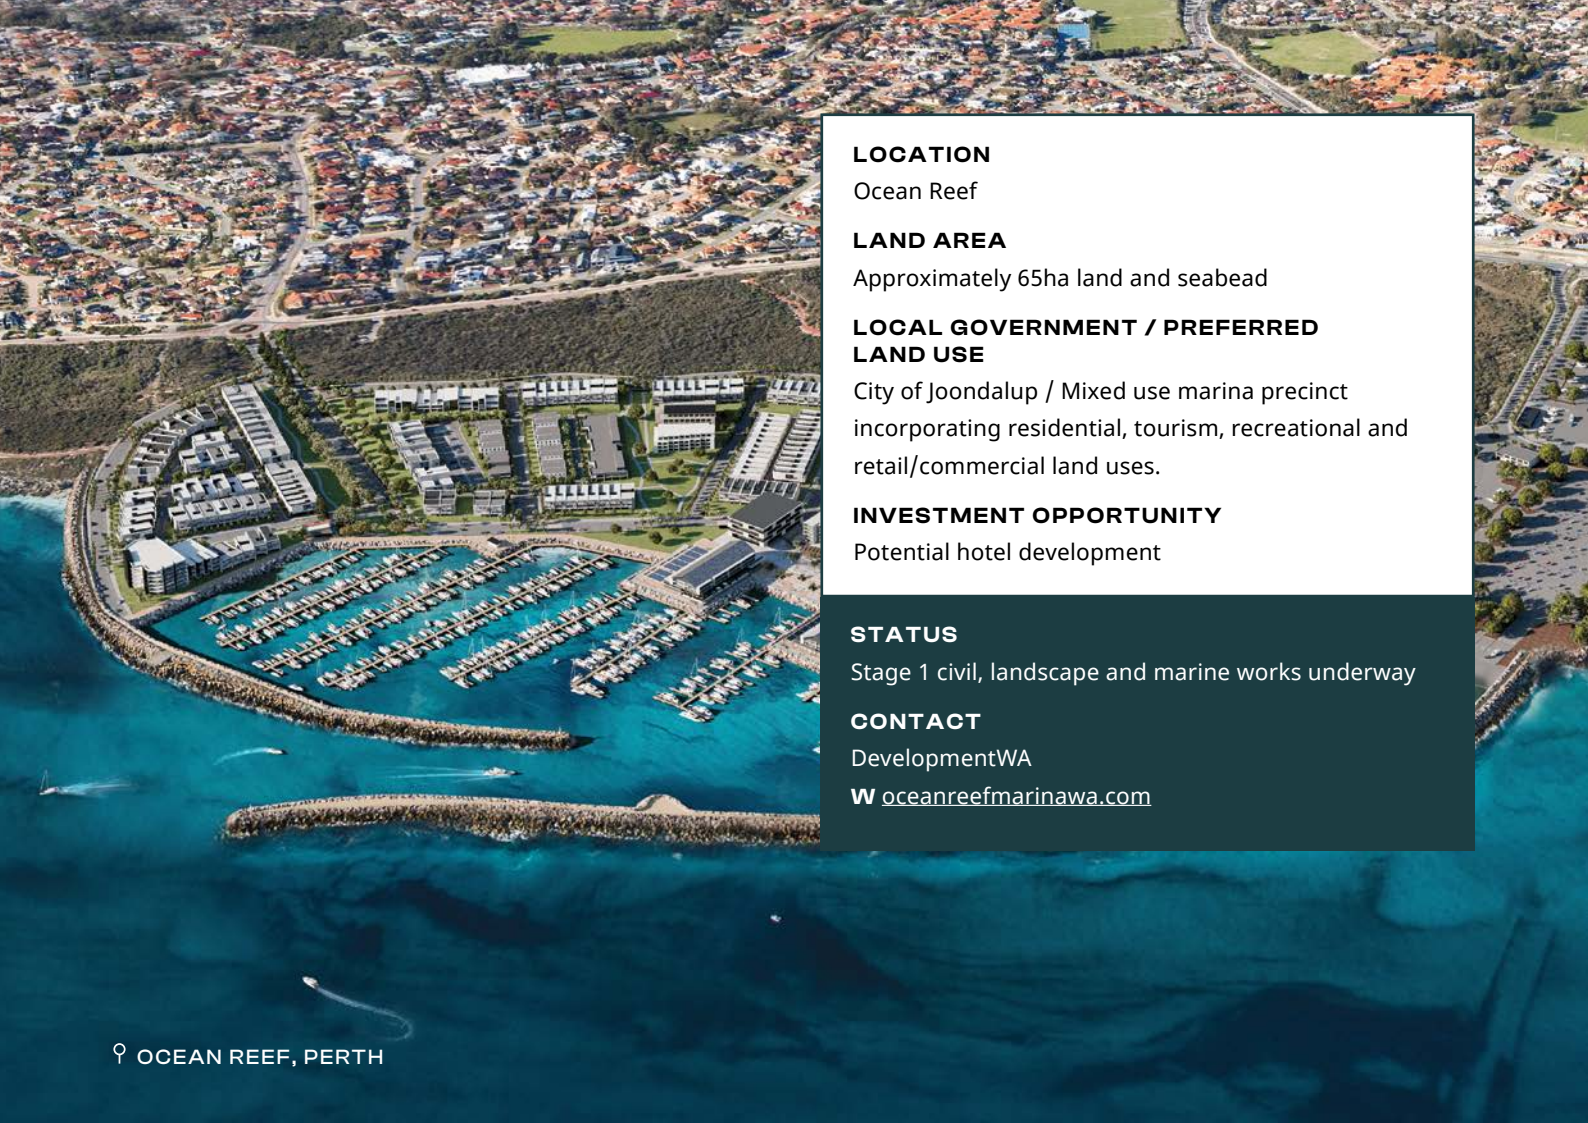 LOCATION
Ocean Reef
LAND AREA
Approximately 65ha land and seabead
LOCAL GOVERNMENT / PREFERRED
LAND USE
City of Joondalup / Mixed use marina precinct
incorporating residential, tourism, recreational and
retail/commercial land uses.
INVESTMENT OPPORTUNITY
Potential hotel development
STATUS
Stage 1 civil, landscape and marine works underway
CONTACT
DevelopmentWA
W oceanreefmarinawa.com
OCEAN REEF, PERTH